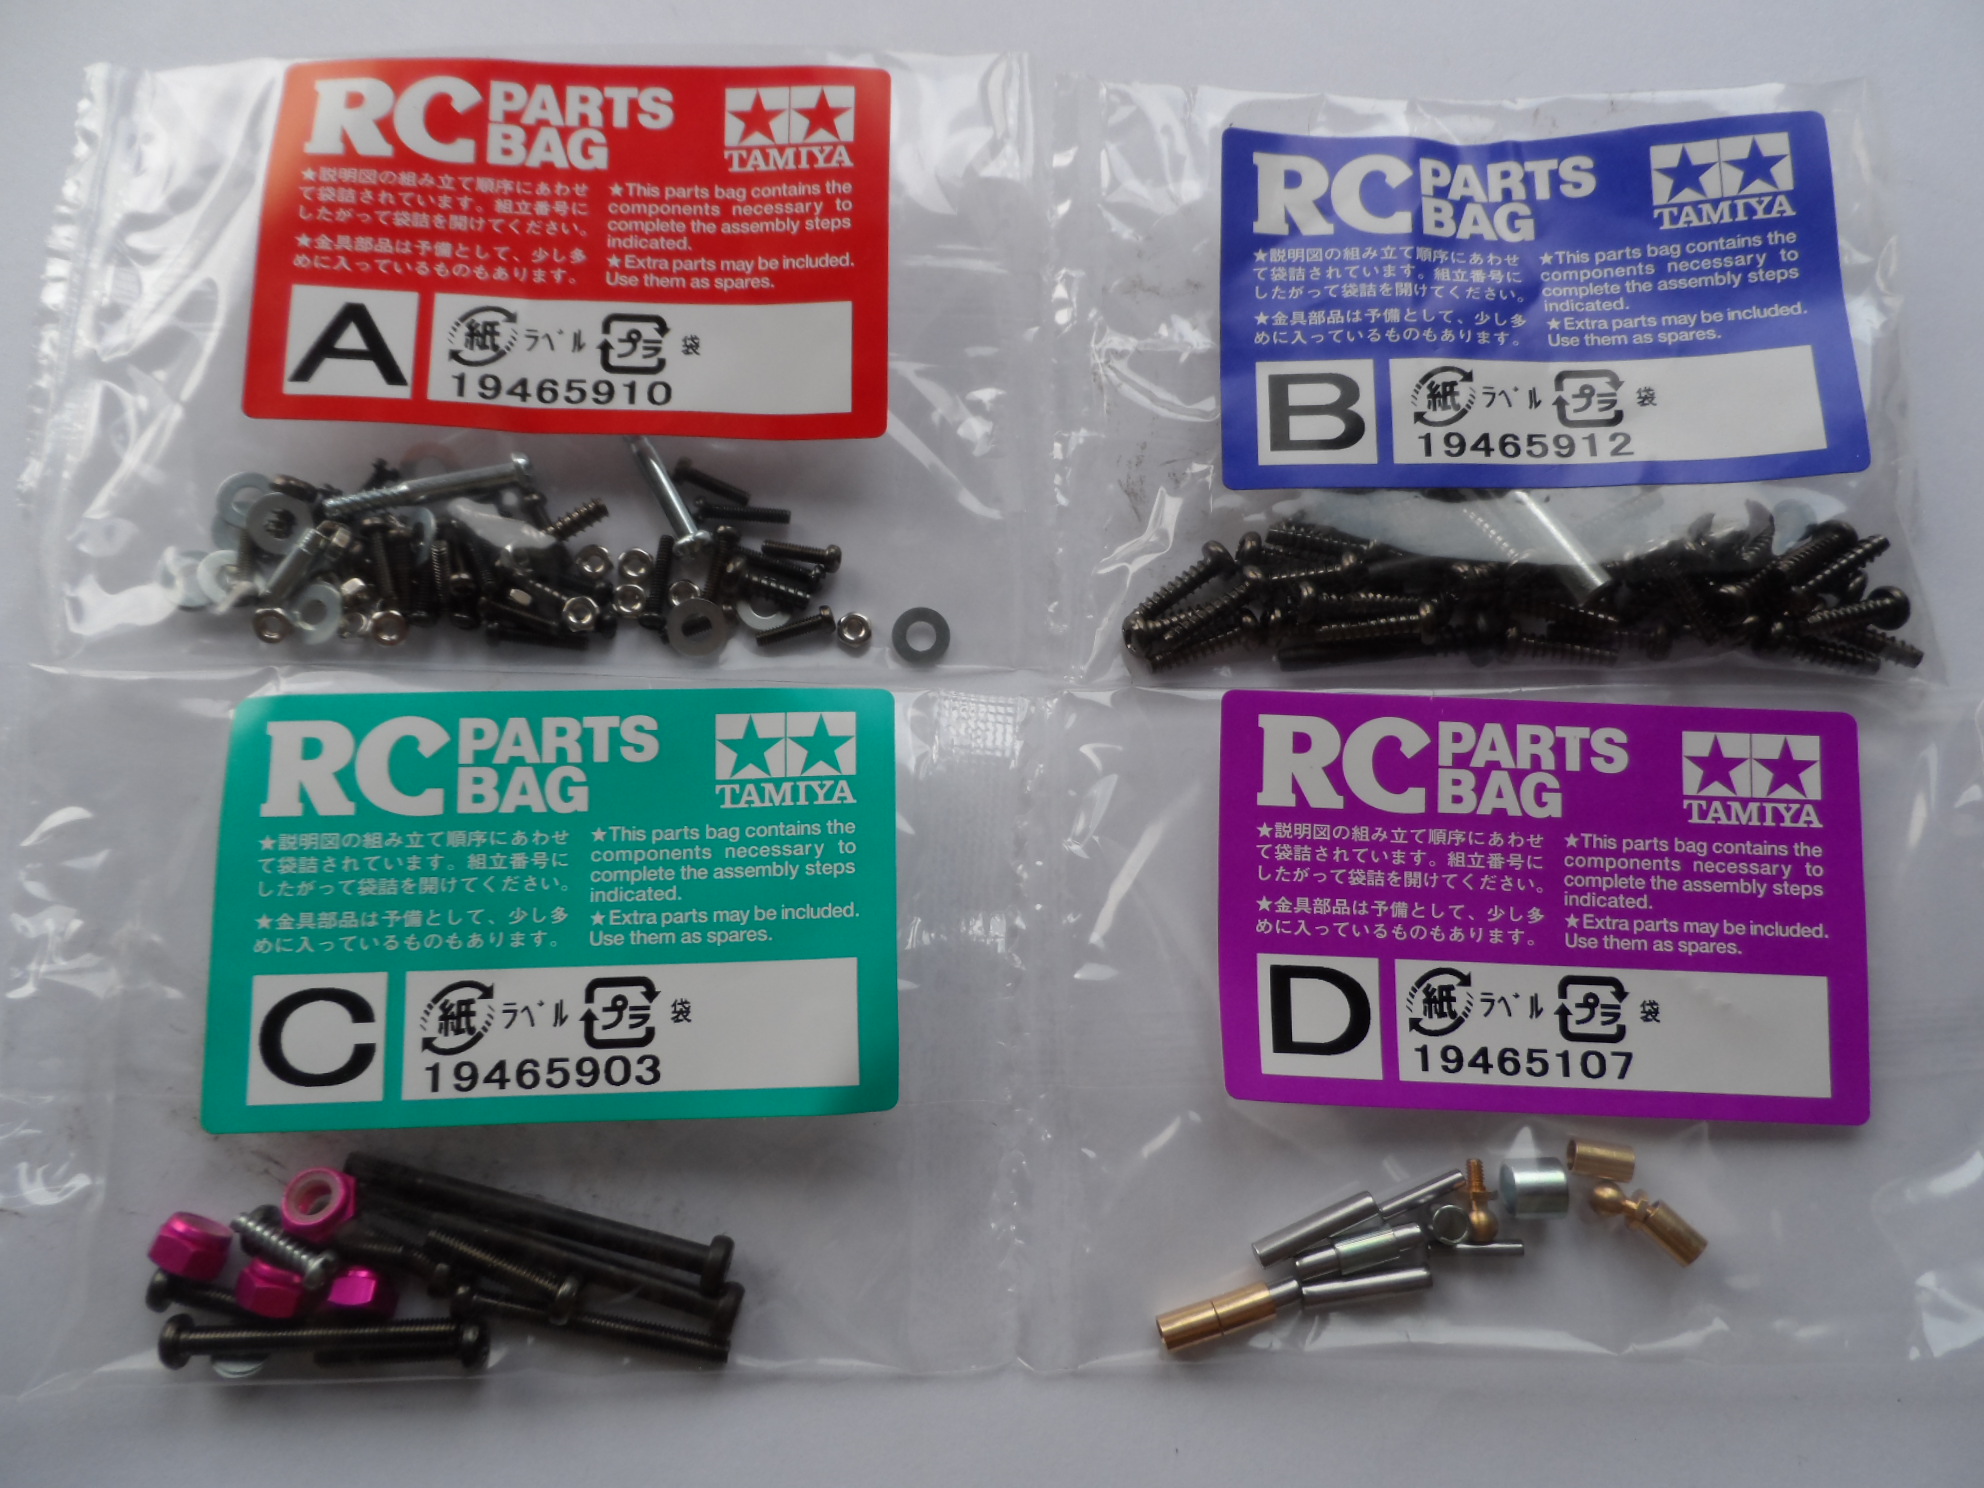 RC PARTS
BAG
TAMIYA
★説明図の組み立て順序にあわせ
て袋詰されています。組立番号に
したがって袋詰を開けてください。
★金具部品は予備として、少し多
めに入っているものもあります。
★This parts bag contains the
components necessary to
complete the assembly steps
indicated.
★Extra parts may be included.
Use them as spares.
A
紙 ラベル プラ 袋
19465910
RC PARTS
BAG
TAMIYA
★説明図の組み立て順序にあわせ
て袋詰されています。組立番号に
したがって袋詰を開けてください。
★金具部品は予備として、少し多
めに入っているものもあります。
★This parts bag contains the
components necessary to
complete the assembly steps
indicated.
★Extra parts may be included.
Use them as spares.
B
紙 ラベル プラ 袋
19465912
RC PARTS
BAG
TAMIYA
★説明図の組み立て順序にあわせ
て袋詰されています。組立番号に
したがって袋詰を開けてください。
★金具部品は予備として、少し多
めに入っているものもあります。
★This parts bag contains the
components necessary to
complete the assembly steps
indicated.
★Extra parts may be included.
Use them as spares.
C
紙 ラベル プラ 袋
19465903
RC PARTS
BAG
TAMIYA
★説明図の組み立て順序にあわせ
て袋詰されています。組立番号に
したがって袋詰を開けてください。
★金具部品は予備として、少し多
めに入っているものもあります。
★This parts bag contains the
components necessary to
complete the assembly steps
indicated.
★Extra parts may be included.
Use them as spares.
D
紙 ラベル プラ 袋
19465107